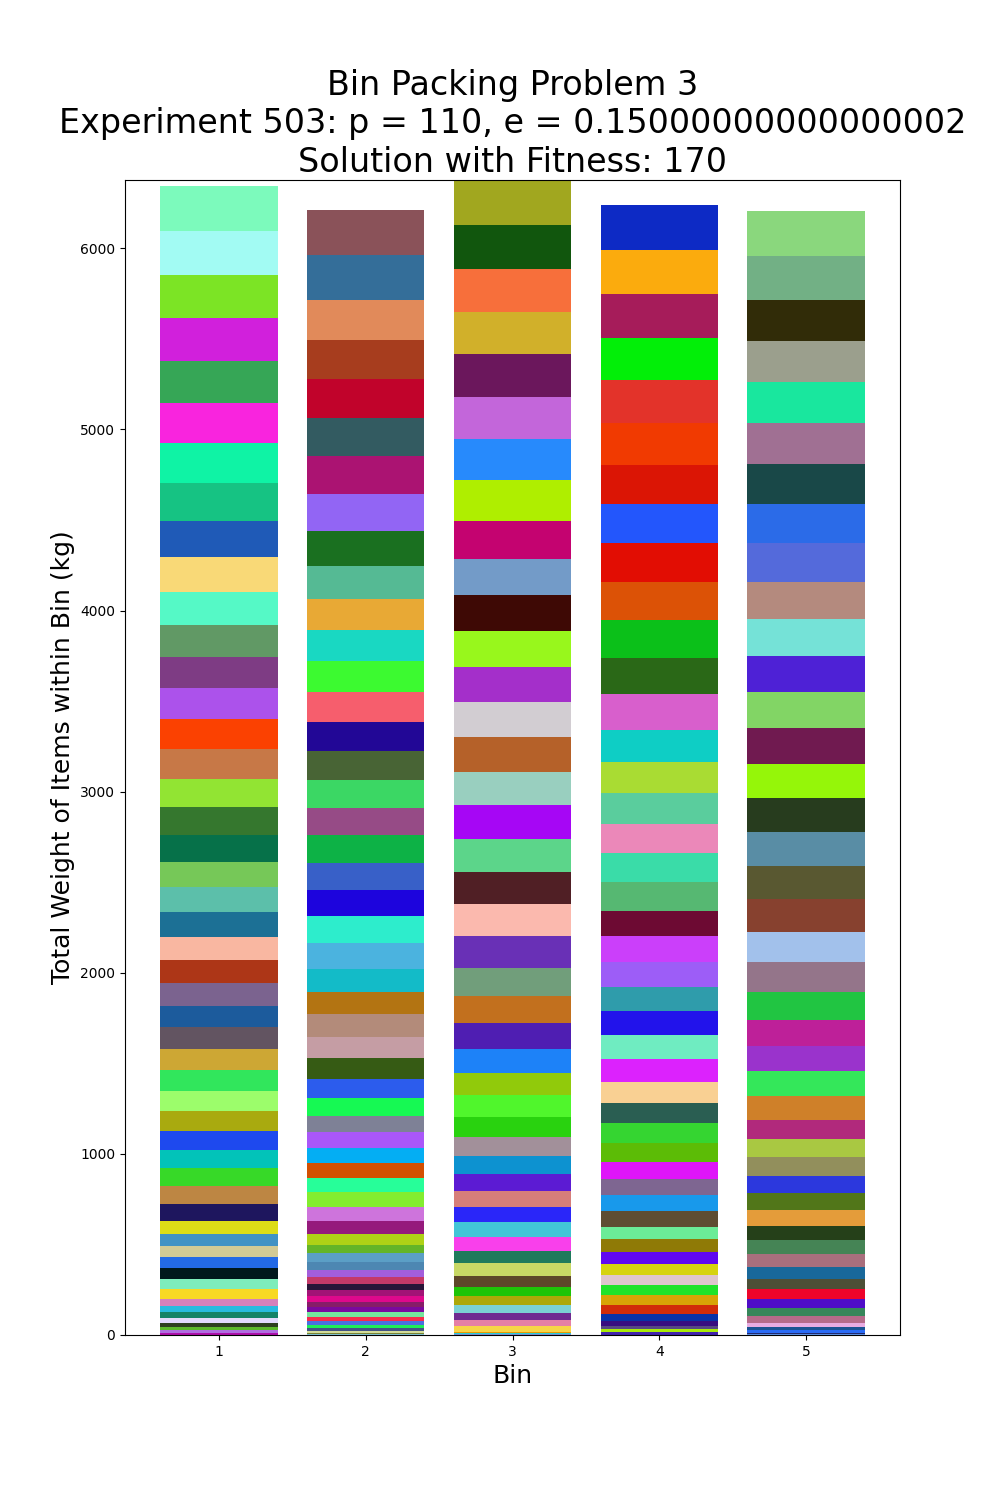 Bin Packing Problem 3
Experiment 503: p = 110, e = 0.15000000000000002
Solution with Fitness: 170
Total Weight of Items within Bin (kg)
6000
5000
4000
3000
2000
1000
0
1 2 3 4 5
Bin